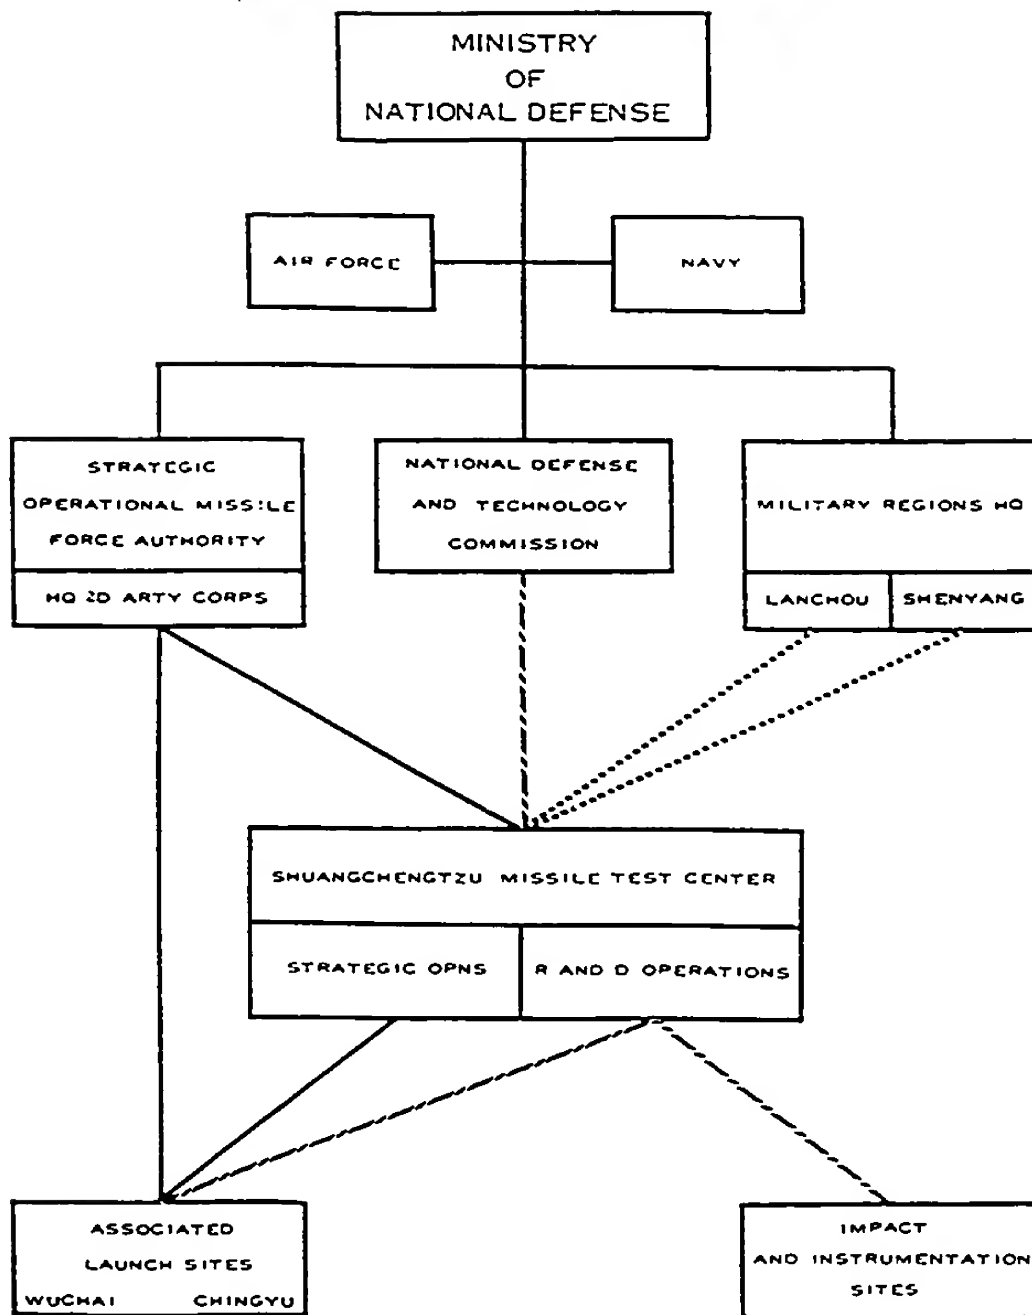 MINISTRY
OF
NATIONAL DEFENSE
AIR FORCE
NAVY
STRATEGIC
OPERATIONAL MISSILE
FORCE AUTHORITY
HQ 2D ARTY CORPS
NATIONAL DEFENSE
AND TECHNOLOGY
COMMISSION
MILITARY REGIONS HQ
LANCHOU
SHENYANG
SHUANGCHENGTZU MISSILE TEST CENTER
STRATEGIC OPNS
R AND D OPERATIONS
ASSOCIATED
LAUNCH SITES
WUCHAI CHINGYU
IMPACT
AND INSTRUMENTATION
SITES